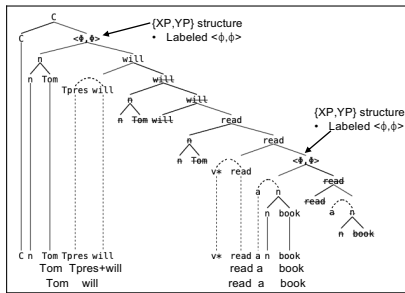 C
{XP,YP} structure
• Labeled <ϕ,ϕ>
C <Φ,Φ>
n will
n Tom Tpres will will
n will
n Tom will read
{XP,YP} structure
• Labeled <ϕ,ϕ>
n read
n Tom <Φ,Φ>
v* read
a n read
read
n book a n
n book
C n Tom Tpres will v* read a n book
Tom Tpres+will read a book
Tom will read a book